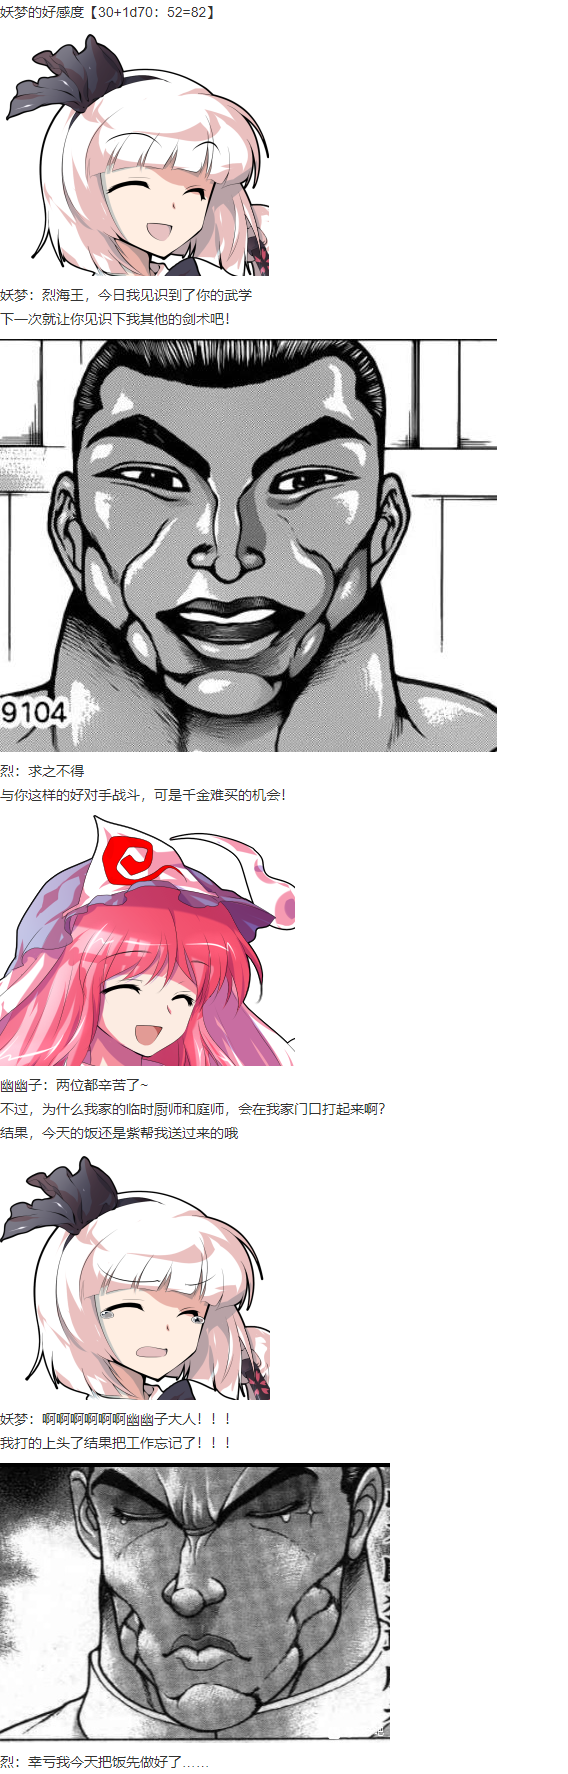 妖梦的好感度【30+1d70：52=82】
妖梦：烈海王，今日我见识到了你的武学
下一次就让你见识下我其他的剑术吧！
9104
烈：求之不得
与你这样的好对手战斗，可是千金难买的机会！
幽幽子：两位都辛苦了~
不过，为什么我家的临时厨师和庭师，会在我家门口打起来啊？
结果，今天的饭还是紫帮我送过来的哦
妖梦：啊啊啊啊啊啊幽幽子大人！！！
我打的上头了结果把工作忘记了！！！
烈：幸亏我今天把饭先做好了……